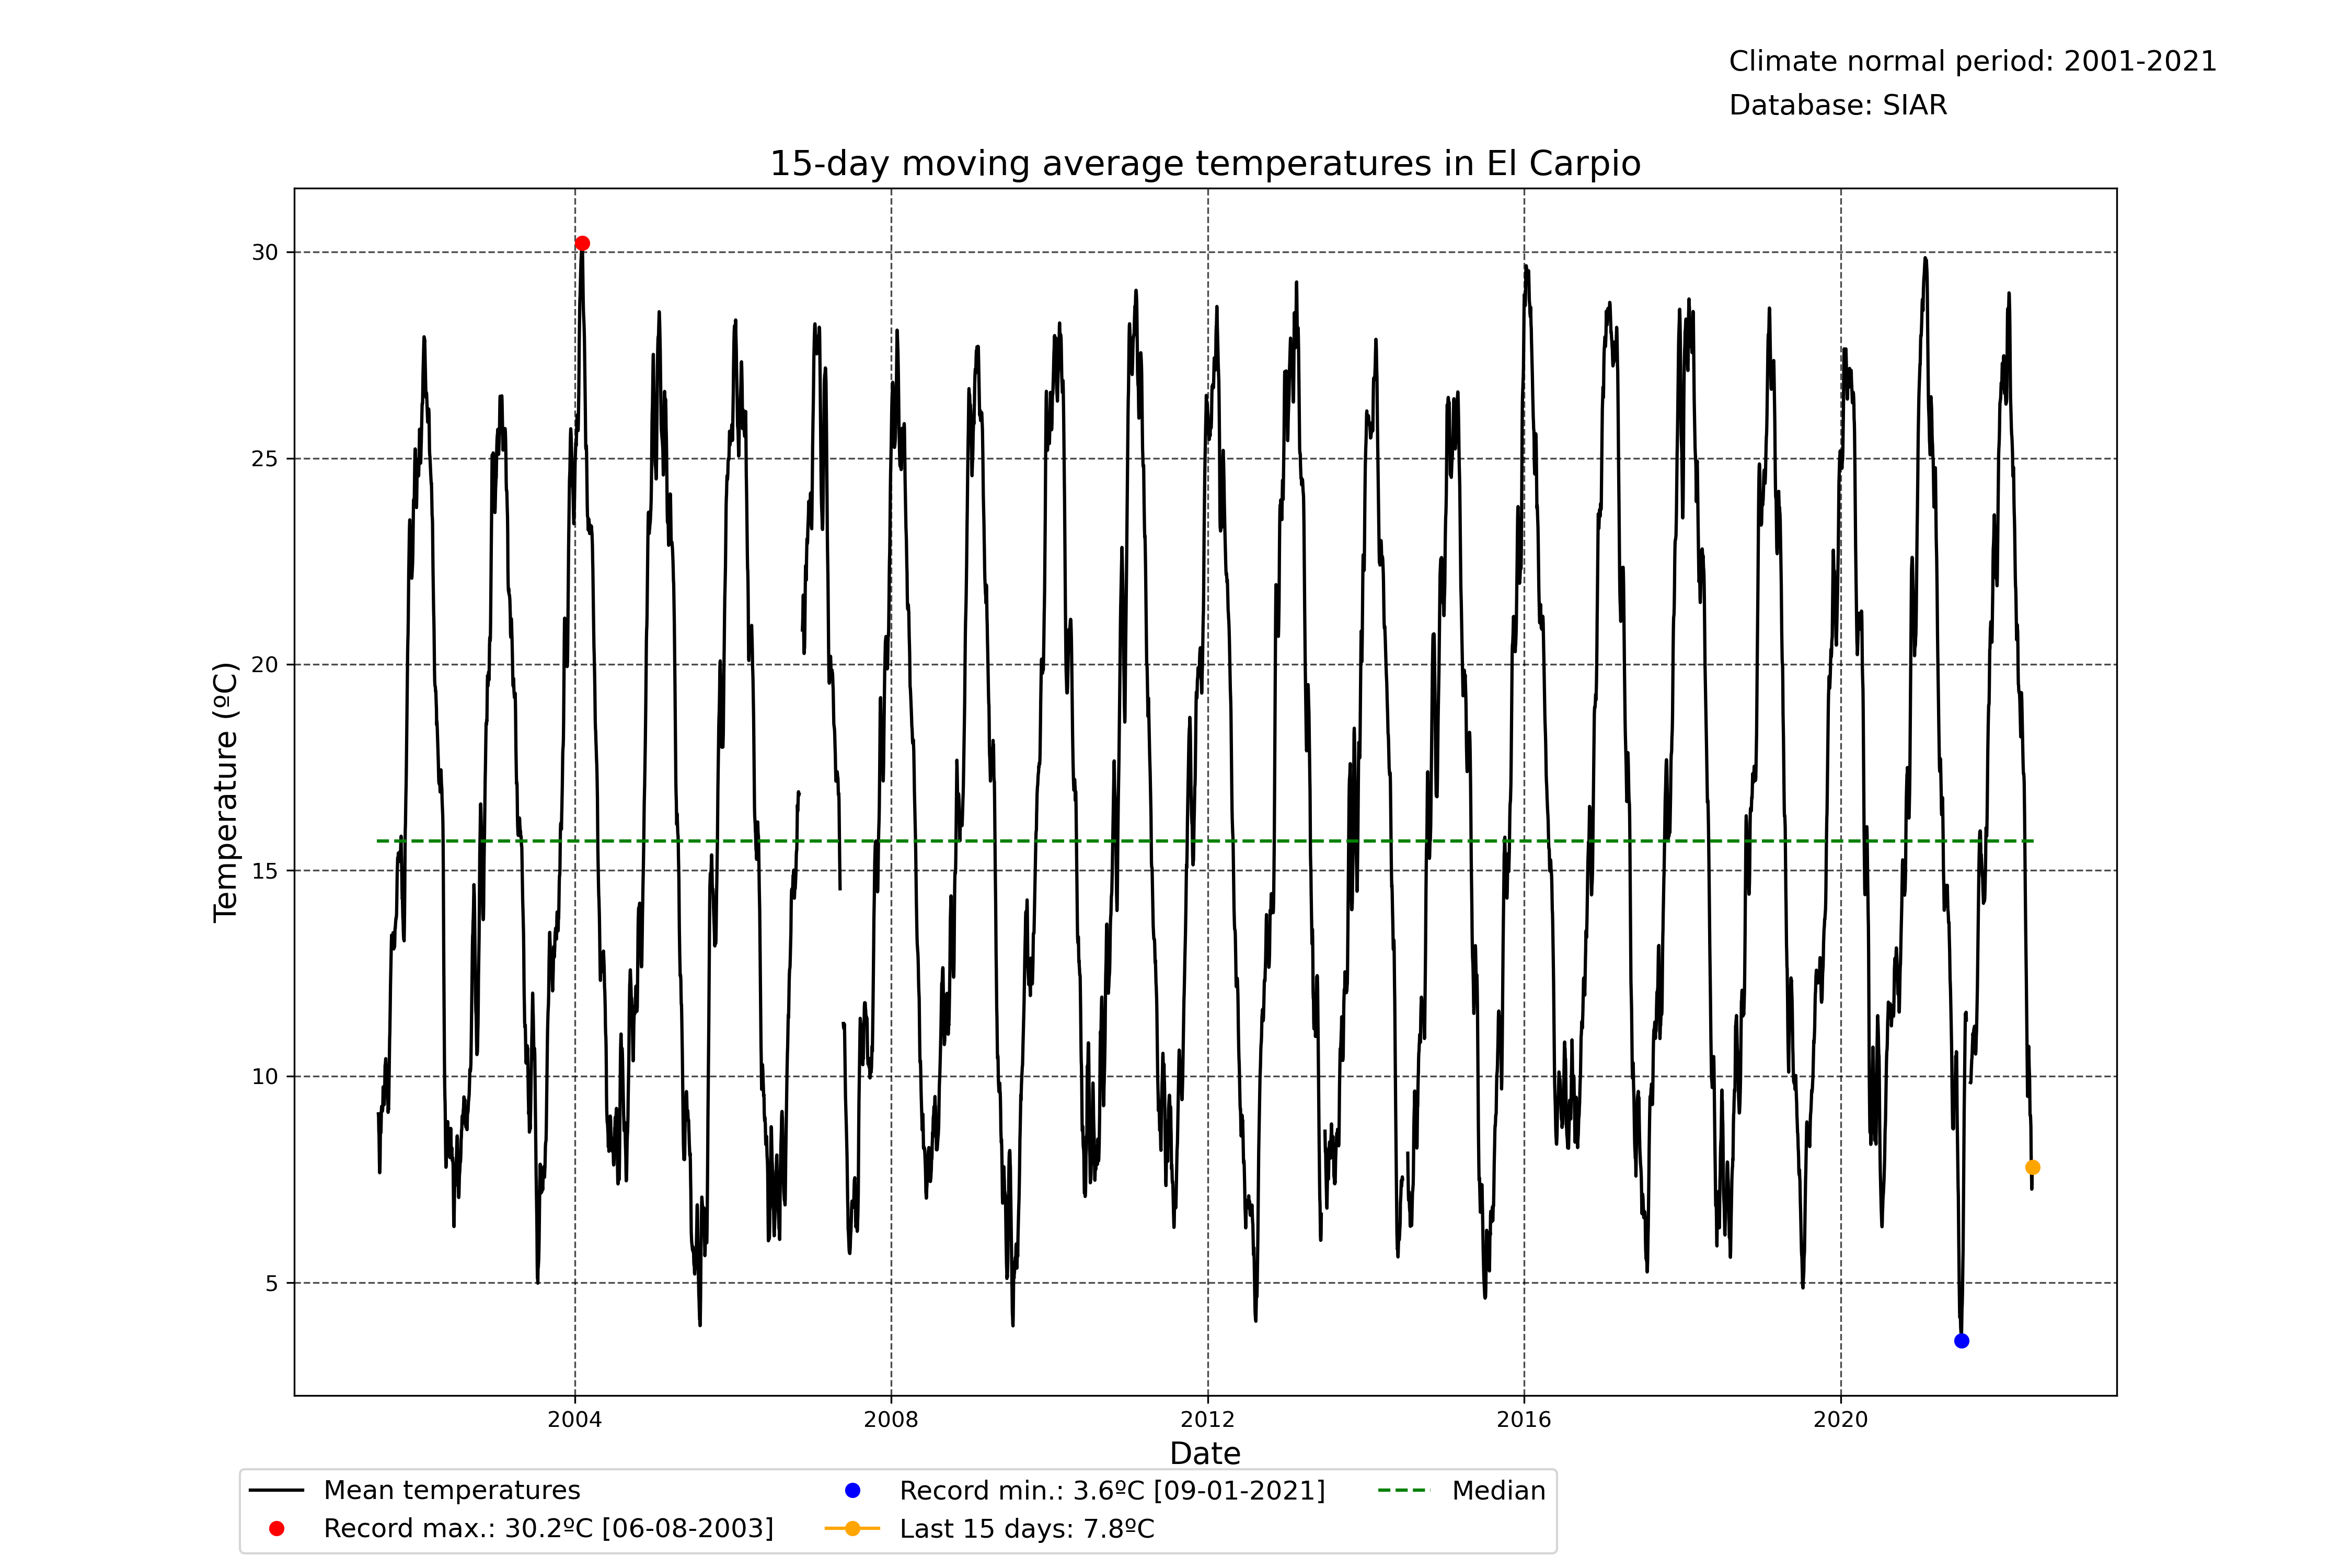 Climate normal period: 2001-2021
Database: SIAR
15-day moving average temperatures in El Carpio
30
25
20
15
10
5
Temperature (ºC)
2004 2008 2012 2016 2020
Date
Mean temperatures
Record max.: 30.2ºC [06-08-2003]
Record min.: 3.6ºC [09-01-2021]
Last 15 days: 7.8ºC
Median